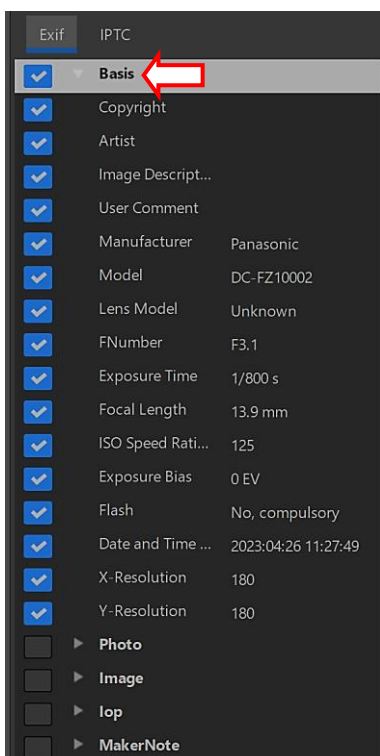 Exif IPTC
Basis
Copyright
Artist
Image Descript...
User Comment
Manufacturer Panasonic
Model DC-FZ10002
Lens Model Unknown
FNumber F3.1
Exposure Time 1/800 s
Focal Length 13.9 mm
ISO Speed Rati... 125
Exposure Bias 0 EV
Flash No, compulsory
Date and Time ... 2023:04:26 11:27:49
X-Resolution 180
Y-Resolution 180
Photo
Image
Iop
MakerNote